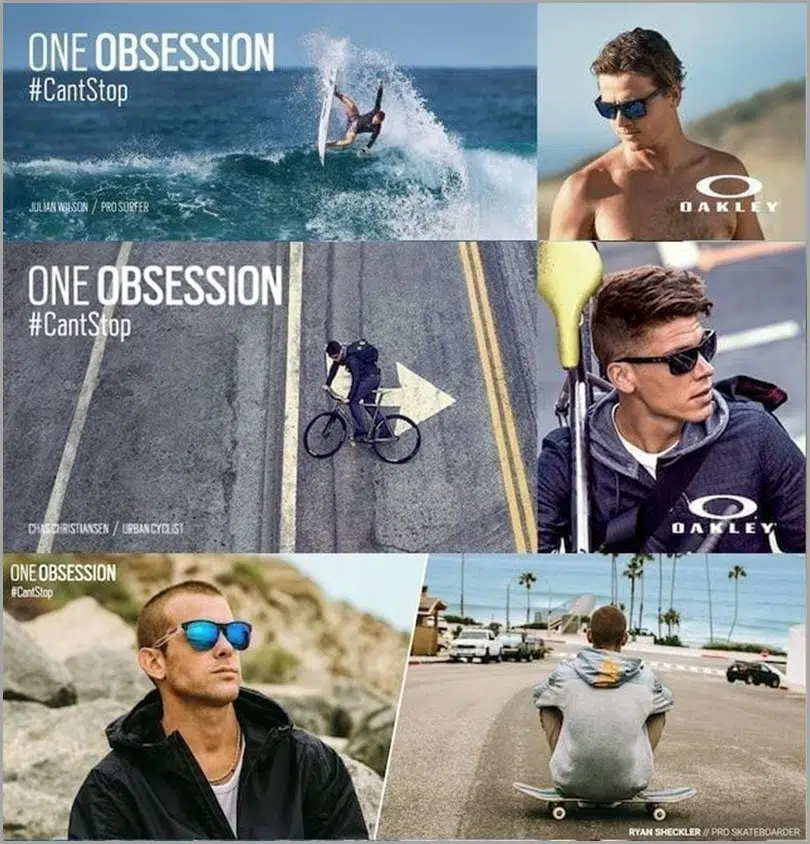 ONE OBSESSION
#CantStop
JULIAN WILSON / PRO SURFER
OAKLEY
ONE OBSESSION
#CantStop
CHAS CHRISTIANSEN / URBAN CYCLIST
OAKLEY
ONE OBSESSION
#CantStop
RYAN SHECKLER // PRO SKATEBOARDER